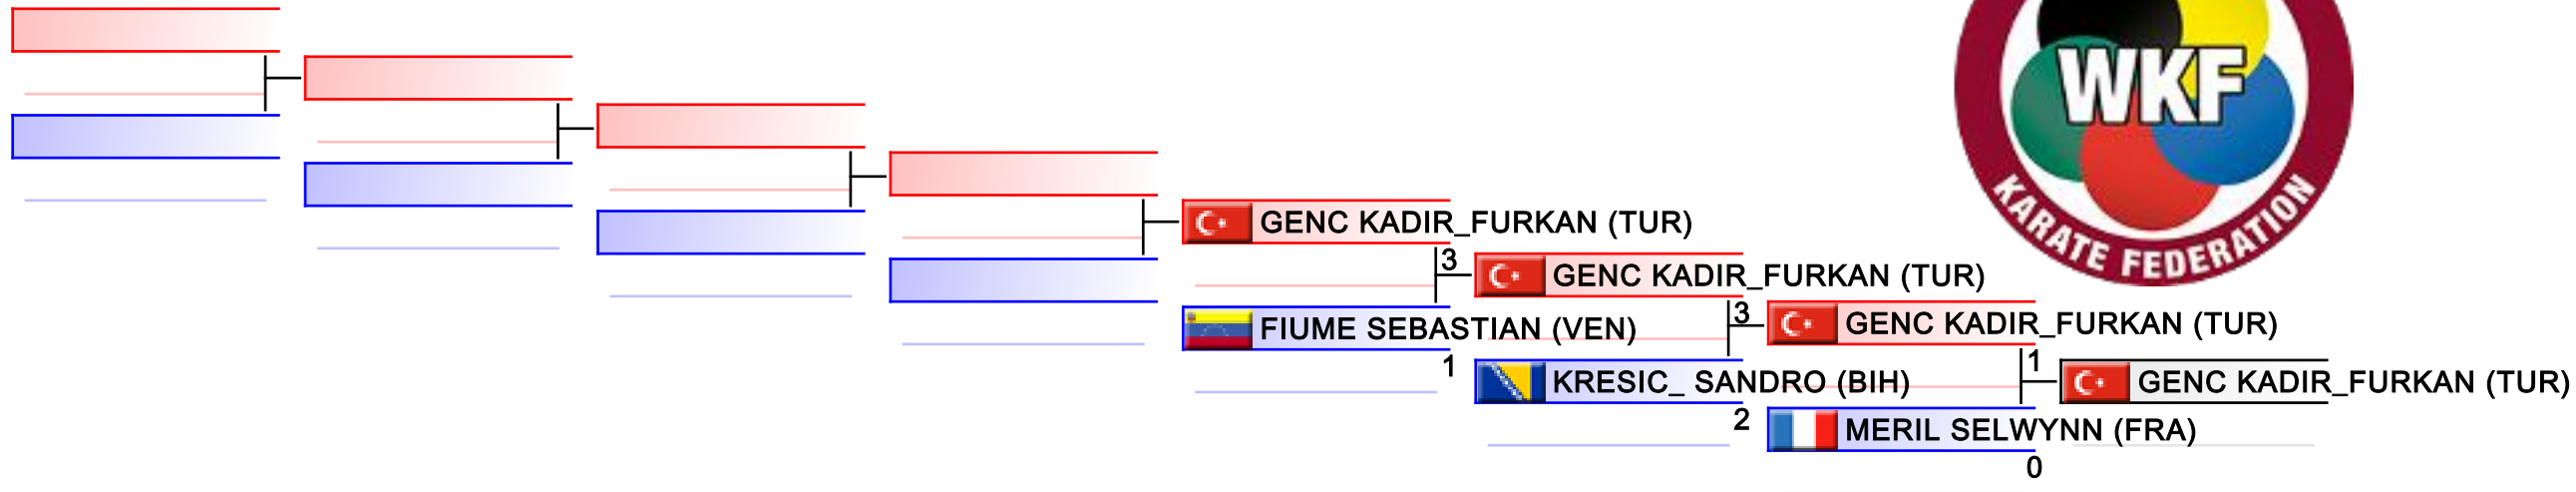 WKF
KARATE FEDERATION
GENC KADIR_FURKAN (TUR)
3
GENC KADIR_FURKAN (TUR)
FIUME SEBASTIAN (VEN)
1
3
GENC KADIR_FURKAN (TUR)
KRESIC_ SANDRO (BIH)
2
1
GENC KADIR_FURKAN (TUR)
MERIL SELWYNN (FRA)
0